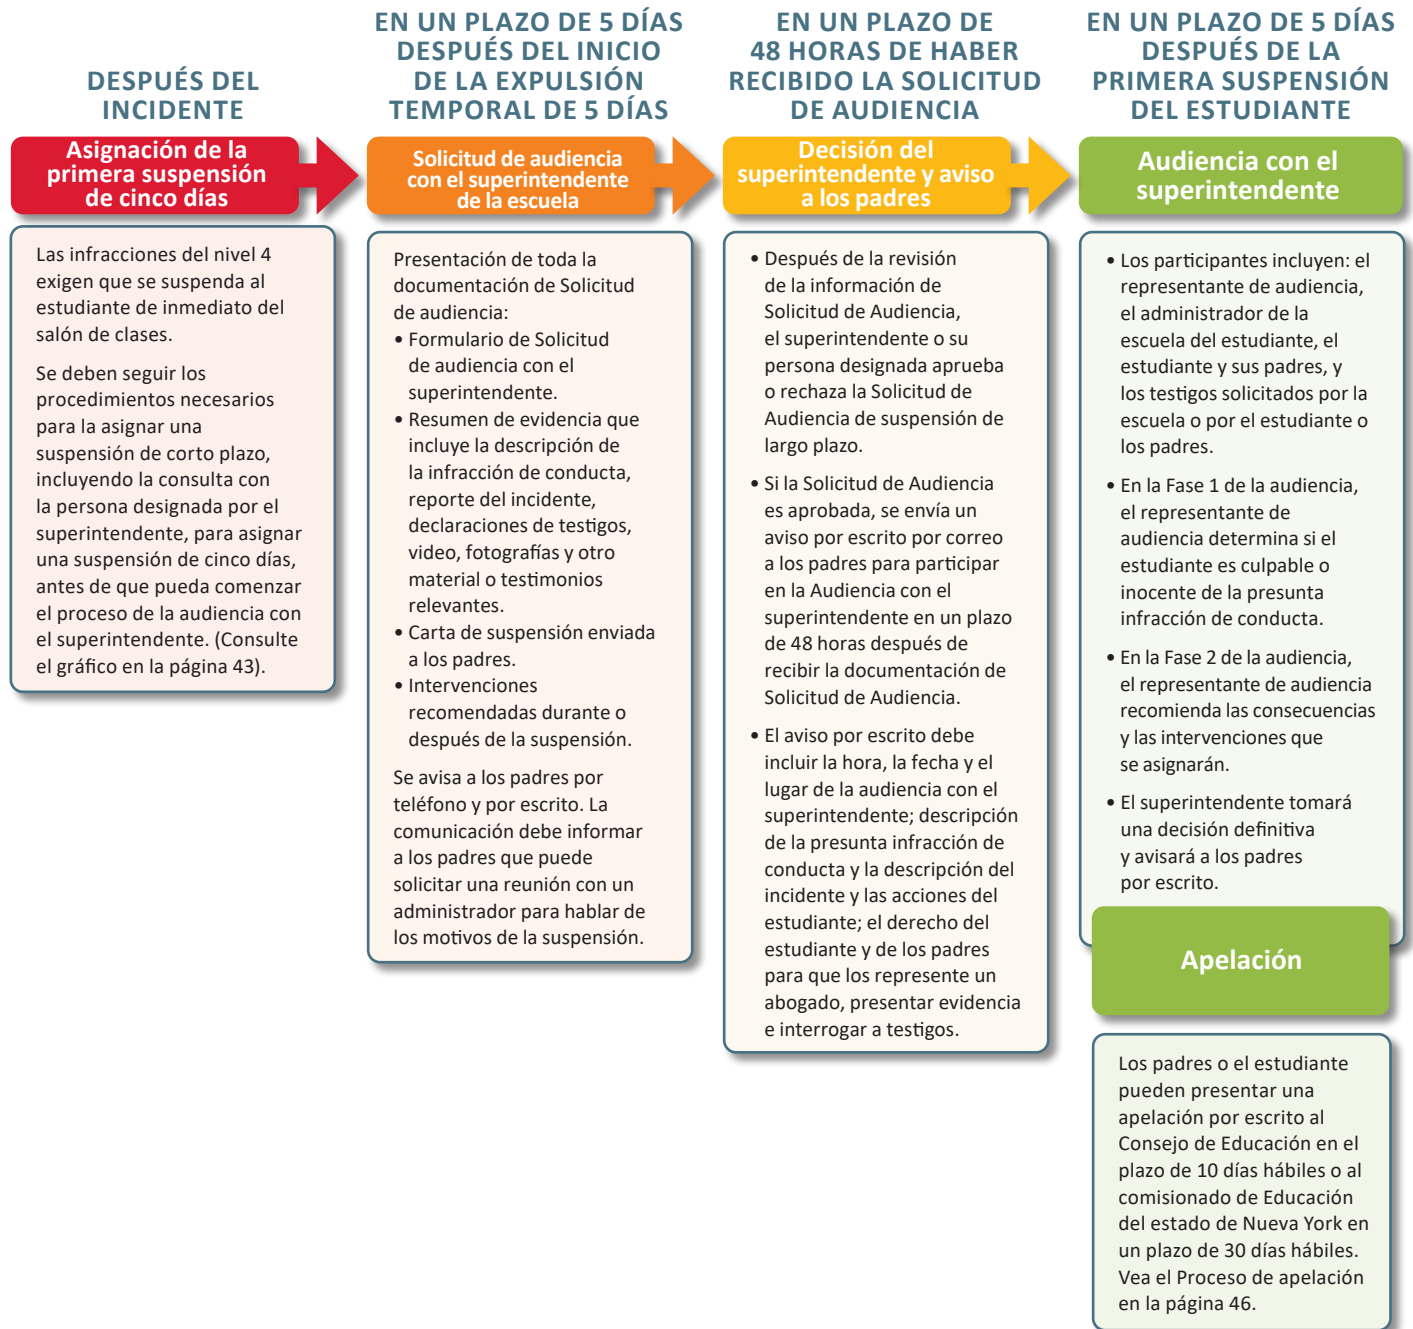 DESPUÉS DEL
INCIDENTE
Asignación de la
primera suspensión
de cinco días
Las infracciones del nivel 4
exigen que se suspenda al
estudiante de inmediato del
salón de clases.
Se deben seguir los
procedimientos necesarios
para la asignar una
suspensión de corto plazo,
incluyendo la consulta con
la persona designada por el
superintendente, para asignar
una suspensión de cinco días,
antes de que pueda comenzar
el proceso de la audiencia con
el superintendente. (Consulte
el gráfico en la página 43).
EN UN PLAZO DE 5 DÍAS
DESPUÉS DEL INICIO
DE LA EXPULSIÓN
TEMPORAL DE 5 DÍAS
Solicitud de audiencia
con el superintendente
de la escuela
Presentación de toda la
documentación de Solicitud
de audiencia:
• Formulario de Solicitud
de audiencia con el
superintendente.
• Resumen de evidencia que
incluye la descripción de
la infracción de conducta,
reporte del incidente,
declaraciones de testigos,
video, fotografías y otro
material o testimonios
relevantes.
• Carta de suspensión enviada
a los padres.
• Intervenciones
recomendadas durante o
después de la suspensión.
Se avisa a los padres por
teléfono y por escrito. La
comunicación debe informar
a los padres que puede
solicitar una reunión con un
administrador para hablar de
los motivos de la suspensión.
EN UN PLAZO DE
48 HORAS DE HABER
RECIBIDO LA SOLICITUD
DE AUDIENCIA
Decisión del
superintendente y aviso
a los padres
• Después de la revisión
de la información de
Solicitud de Audiencia,
el superintendente o su
persona designada aprueba
o rechaza la Solicitud de
Audiencia de suspensión de
largo plazo.
• Si la Solicitud de Audiencia
es aprobada, se envía un
aviso por escrito por correo
a los padres para participar
en la Audiencia con el
superintendente en un plazo
de 48 horas después de
recibir la documentación de
Solicitud de Audiencia.
• El aviso por escrito debe
incluir la hora, la fecha y el
lugar de la audiencia con el
superintendente; descripción
de la presunta infracción de
conducta y la descripción del
incidente y las acciones del
estudiante; el derecho del
estudiante y de los padres
para que los represente un
abogado, presentar evidencia
e interrogar a testigos.
EN UN PLAZO DE 5 DÍAS
DESPUÉS DE LA
PRIMERA SUSPENSIÓN
DEL ESTUDIANTE
Audiencia con el
superintendente
• Los participantes incluyen: el
representante de audiencia,
el administrador de la
escuela del estudiante, el
estudiante y sus padres, y
los testigos solicitados por la
escuela o por el estudiante o
los padres.
• En la Fase 1 de la audiencia,
el representante de
audiencia determina si el
estudiante es culpable o
inocente de la presunta
infracción de conducta.
• En la Fase 2 de la audiencia,
el representante de audiencia
recomienda las consecuencias
y las intervenciones que
se asignarán.
• El superintendente tomará
una decisión definitiva
y avisará a los padres
por escrito.
Apelación
Los padres o el estudiante
pueden presentar una
apelación por escrito al
Consejo de Educación en el
plazo de 10 días hábiles o al
comisionado de Educación
del estado de Nueva York en
un plazo de 30 días hábiles.
Vea el Proceso de apelación
en la página 46.